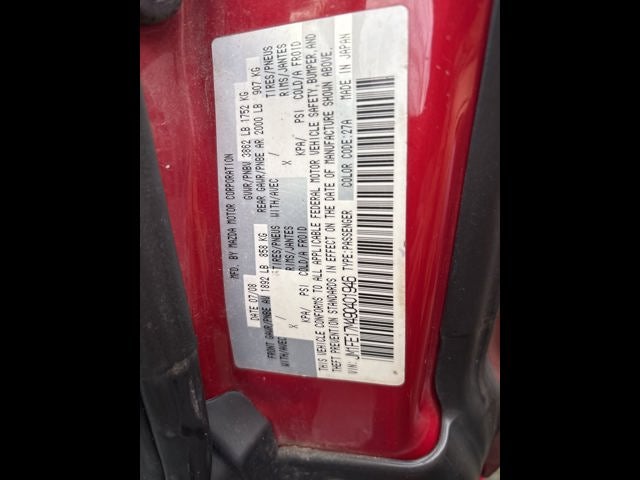 MFD. BY MAZDA MOTOR CORPORATION
DATE 07/08 GVWR/PNBV 3862 LB 1752 KG
FRONT GAWR/PNBE AV 1892 LB 858 KG REAR GAWR/PNBE AR 2000 LB 907 KG
TIRES/PNEUS TIRES/PNEUS
WITH/AVEC / RIMS/JANTES WITH/AVEC / RIMS/JANTES
X X
KPA/ PSI COLD/A FROID KPA/ PSI COLD/A FROID
THIS VEHICLE CONFORMS TO ALL APPLICABLE FEDERAL MOTOR VEHICLE SAFETY, BUMPER, AND
THEFT PREVENTION STANDARDS IN EFFECT ON THE DATE OF MANUFACTURE SHOWN ABOVE.
VIN: JM1FE17M490401946 TYPE: PASSENGER COLOR CODE: 27A MADE IN JAPAN